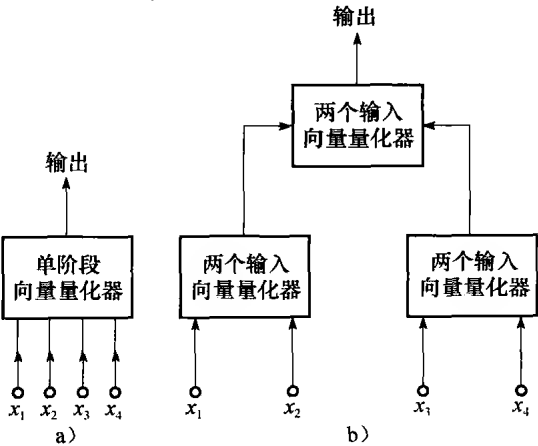 输出
单阶段
向量量化器
x₁ x₂ x₃ x₄
a）
输出
两个输入
向量量化器
两个输入
向量量化器
两个输入
向量量化器
x₁ x₂ x₃ x₄
b）